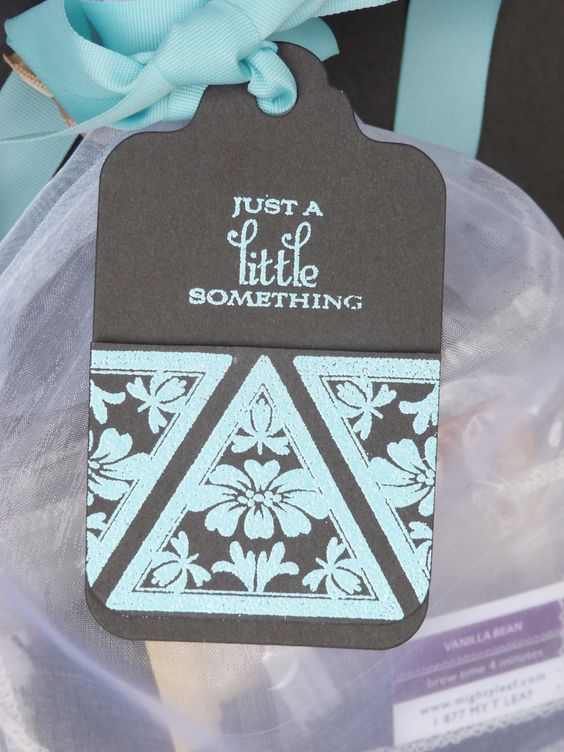 JUST A
little
SOMETHING
VANILLA BEAN
brew time 4 minutes
www.mightyleaf.com
1 877 MY T LEAF